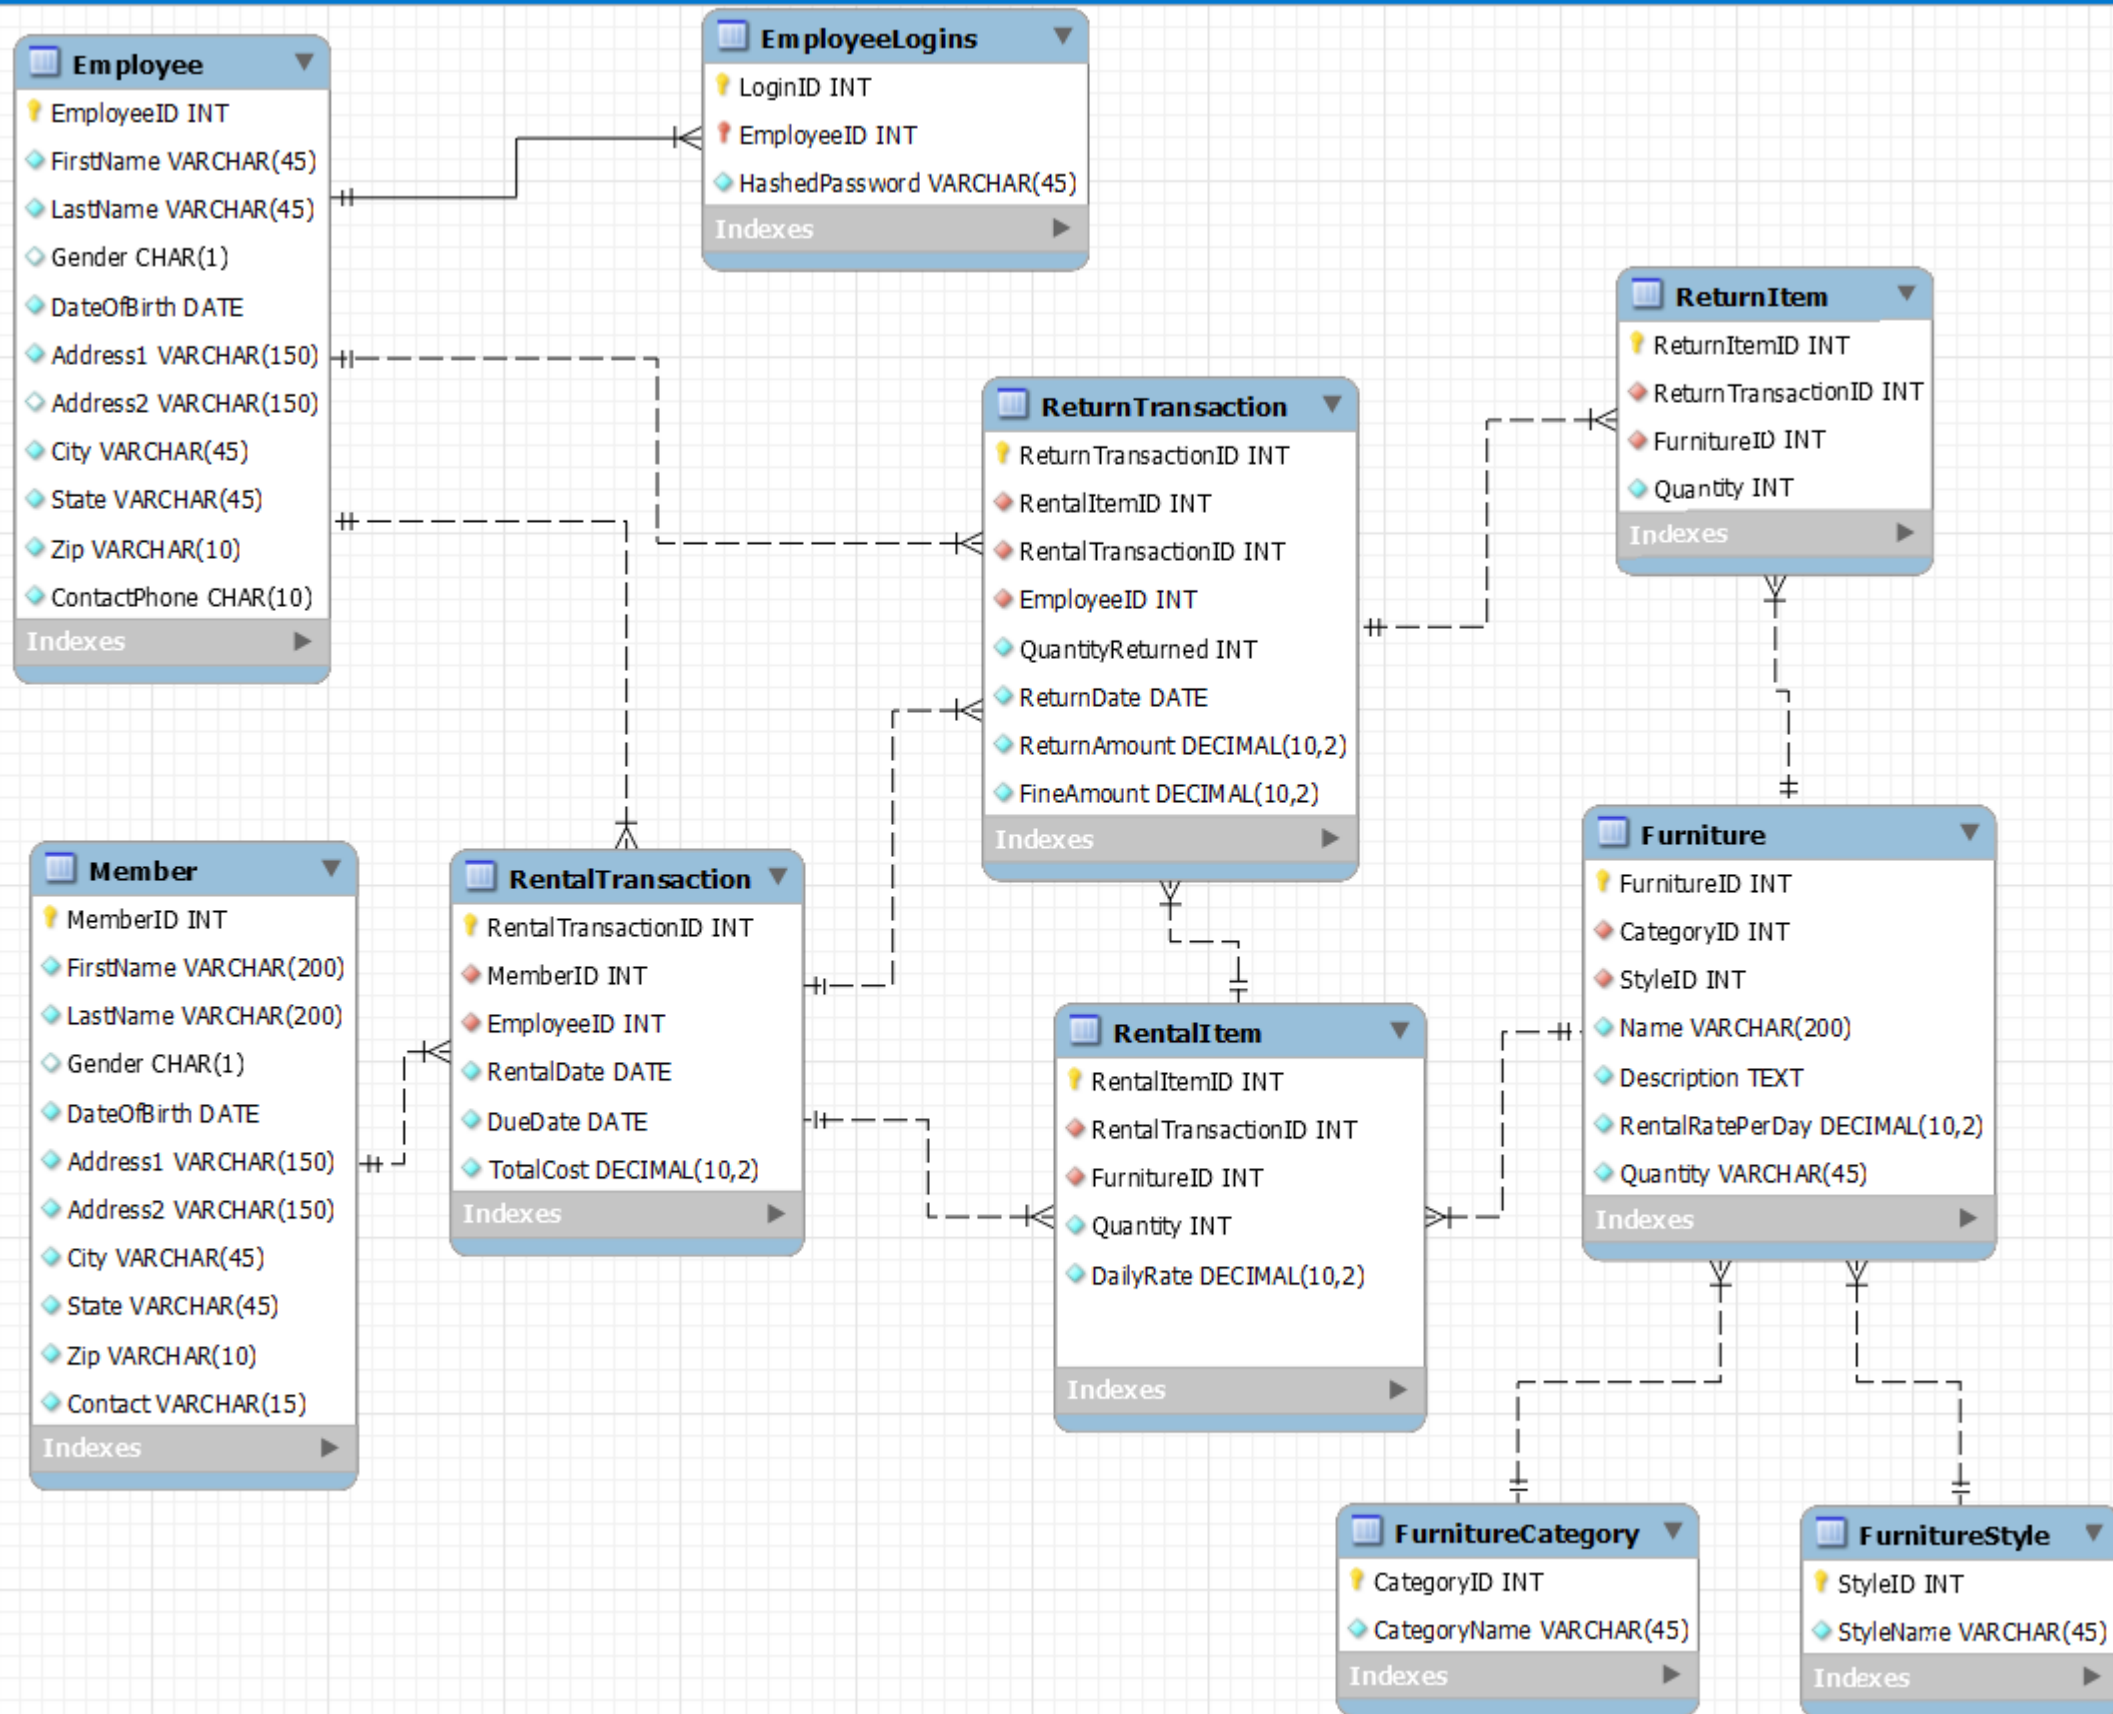 Employee
EmployeeID INT
FirstName VARCHAR(45)
LastName VARCHAR(45)
Gender CHAR(1)
DateOfBirth DATE
Address1 VARCHAR(150)
Address2 VARCHAR(150)
City VARCHAR(45)
State VARCHAR(45)
Zip VARCHAR(10)
ContactPhone CHAR(10)
Indexes
EmployeeLogins
LoginID INT
EmployeeID INT
HashedPassword VARCHAR(45)
Indexes
ReturnItem
ReturnItemID INT
ReturnTransactionID INT
FurnitureID INT
Quantity INT
Indexes
ReturnTransaction
ReturnTransactionID INT
RentalItemID INT
RentalTransactionID INT
EmployeeID INT
QuantityReturned INT
ReturnDate DATE
ReturnAmount DECIMAL(10,2)
FineAmount DECIMAL(10,2)
Indexes
Member
MemberID INT
FirstName VARCHAR(200)
LastName VARCHAR(200)
Gender CHAR(1)
DateOfBirth DATE
Address1 VARCHAR(150)
Address2 VARCHAR(150)
City VARCHAR(45)
State VARCHAR(45)
Zip VARCHAR(10)
Contact VARCHAR(15)
Indexes
RentalTransaction
RentalTransactionID INT
MemberID INT
EmployeeID INT
RentalDate DATE
DueDate DATE
TotalCost DECIMAL(10,2)
Indexes
RentalItem
RentalItemID INT
RentalTransactionID INT
FurnitureID INT
Quantity INT
DailyRate DECIMAL(10,2)
Indexes
Furniture
FurnitureID INT
CategoryID INT
StyleID INT
Name VARCHAR(200)
Description TEXT
RentalRatePerDay DECIMAL(10,2)
Quantity VARCHAR(45)
Indexes
FurnitureCategory
CategoryID INT
CategoryName VARCHAR(45)
Indexes
FurnitureStyle
StyleID INT
StyleName VARCHAR(45)
Indexes